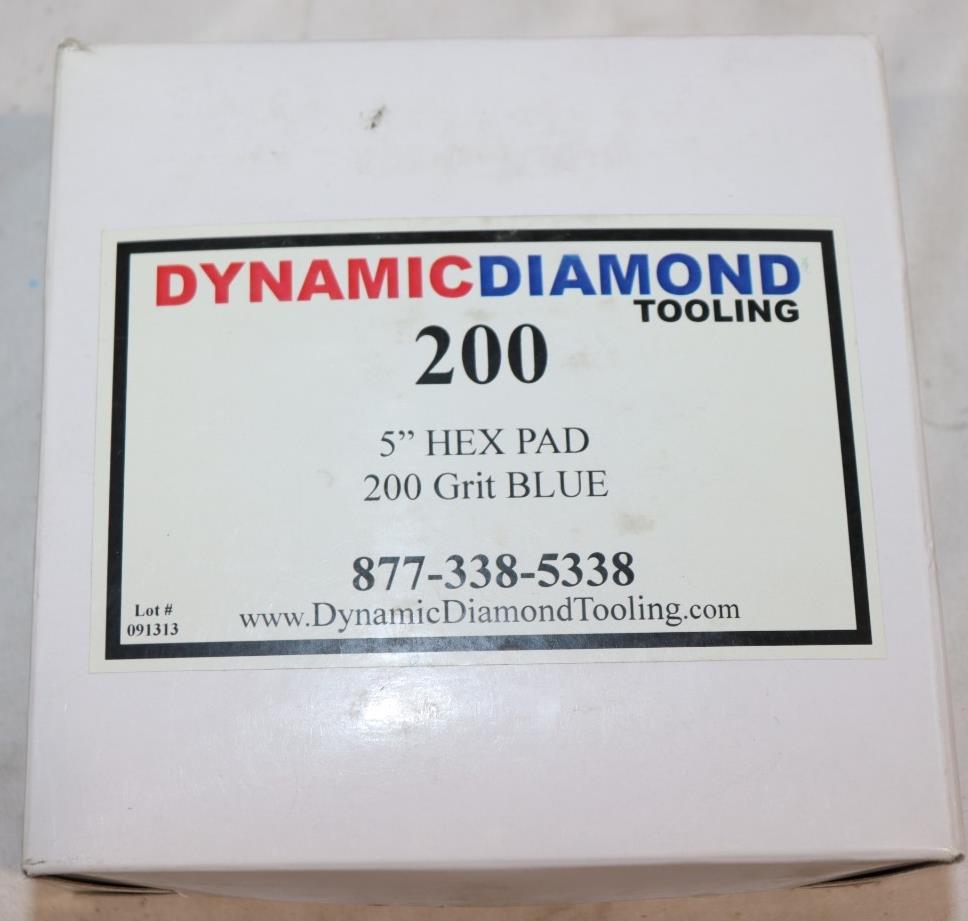 DYNAMICDIAMOND
TOOLING
200
5” HEX PAD
200 Grit BLUE
877-338-5338
www.DynamicDiamondTooling.com
Lot #
091313